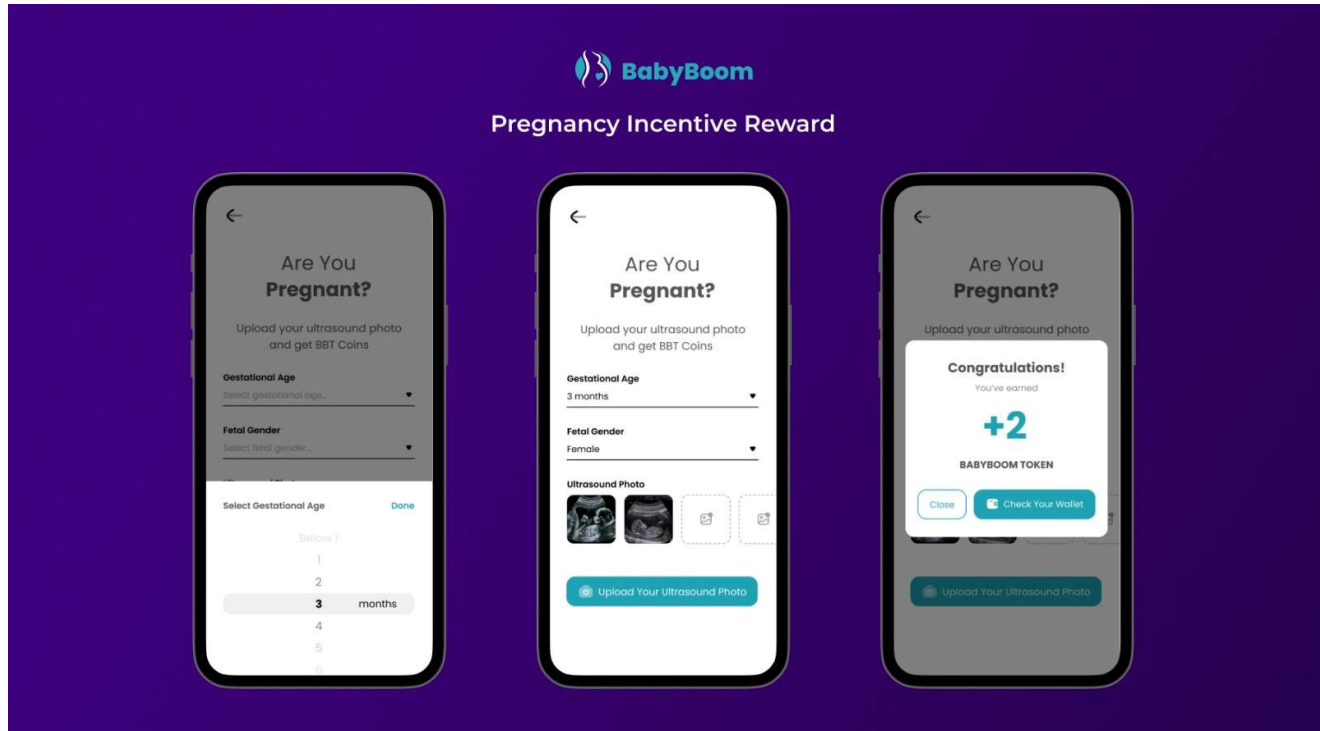 BabyBoom
Pregnancy Incentive Reward
Are You
Pregnant?
Upload your ultrasound photo
and get BBT Coins
Gestational Age
Select gestational age...
Fetal Gender
Select fetal gender...
Select Gestational Age
Done
Below 1
1
2
3 months
4
5
6
Are You
Pregnant?
Upload your ultrasound photo
and get BBT Coins
Gestational Age
3 months
Fetal Gender
Female
Ultrasound Photo
Upload Your Ultrasound Photo
Are You
Pregnant?
Upload your ultrasound photo
Congratulations!
You've earned
+2
BABYBOOM TOKEN
Close
Check Your Wallet
Upload Your Ultrasound Photo